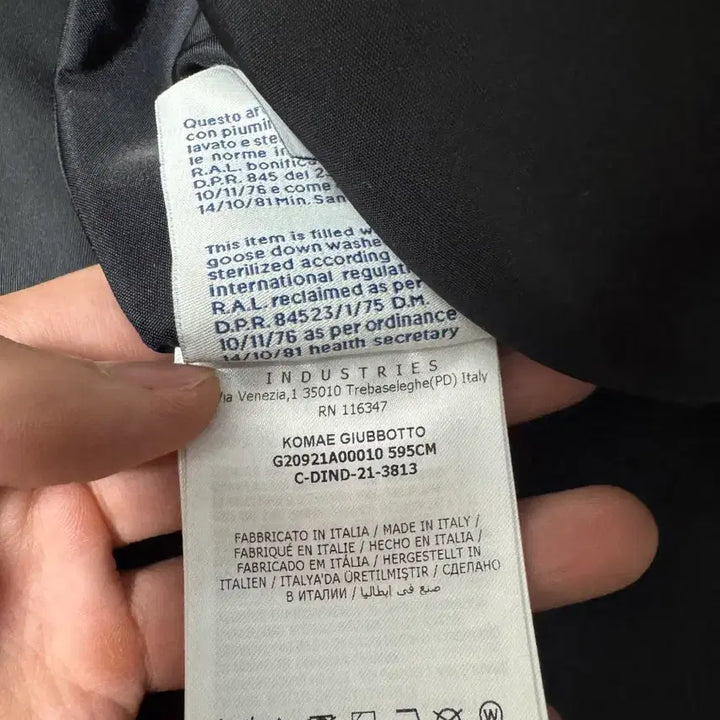 Questo
con piumi
lavato e ste
le norme
R.A.L. bonific
D.P.R. 845 del
10/11/76 e come
14/10/81 Min. San
This item is filled
goose down washe
sterilized according
international regulati
R.A.L. reclaimed as per
D.P.R. 84523/1/75 D.M.
10/11/76 as per ordinance
14/10/81 health secretary
INDUSTRIES
Via Venezia,1 35010 Trebaseleghe(PD) Italy
RN 116347
KOMAE GIUBBOTTO
G20921A00010 595CM
C-DIND-21-3813
FABBRICATO IN ITALIA / MADE IN ITALY /
FABRIQUÉ EN ITALIE / HECHO EN ITALIA /
FABRICADO EM ITÁLIA / HERGESTELLT IN
ITALIEN / ITALYA'DA ÜRETILMIŞTIR / СДЕЛАНО
В ИТАЛИИ / صنع في إيطاليا
W